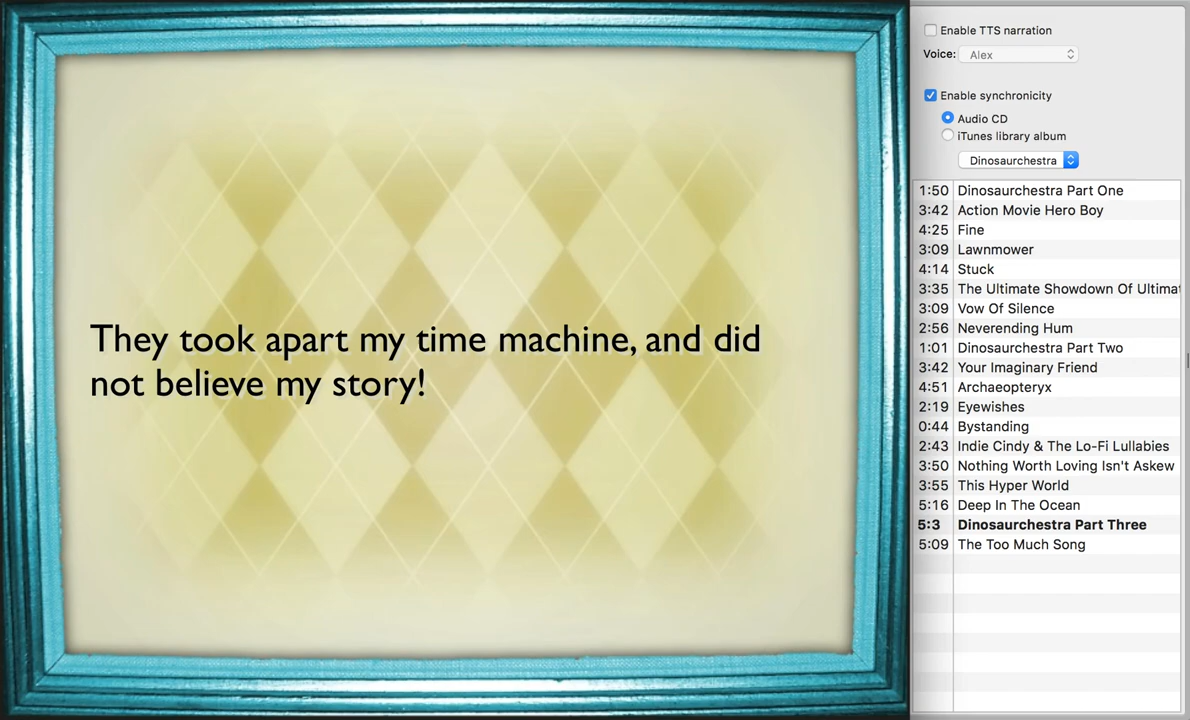 They took apart my time machine, and did
not believe my story!
Enable TTS narration
Voice: Alex
Enable synchronicity
Audio CD
iTunes library album
Dinosaurchestra
1:50 Dinosaurchestra Part One
3:42 Action Movie Hero Boy
4:25 Fine
3:09 Lawnmower
4:14 Stuck
3:35 The Ultimate Showdown Of Ultimat
3:09 Vow Of Silence
2:56 Neverending Hum
1:01 Dinosaurchestra Part Two
3:42 Your Imaginary Friend
4:51 Archaeopteryx
2:19 Eyewishes
0:44 Bystanding
2:43 Indie Cindy & The Lo-Fi Lullabies
3:50 Nothing Worth Loving Isn't Askew
3:55 This Hyper World
5:16 Deep In The Ocean
5:3 Dinosaurchestra Part Three
5:09 The Too Much Song